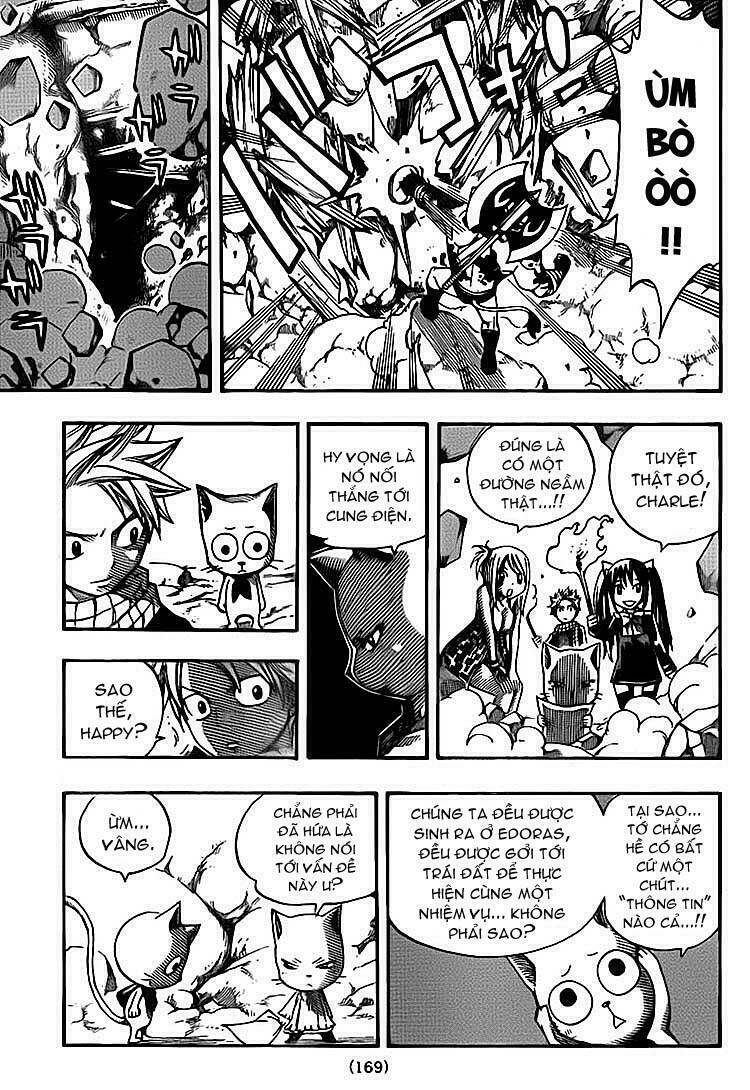 ÙM
BÒ
ÒÒ
!!
ゴゴゴ
TUYỆT
THẬT ĐÓ,
CHARLE!
ĐÚNG LÀ
CÓ MỘT
ĐƯỜNG NGẦM
THẬT...!!
HY VỌNG LÀ
NÓ NỐI
THẲNG TỚI
CUNG ĐIỆN.
SAO
THẾ,
HAPPY?
TẠI SAO...
TỚ CHẲNG
HỀ CÓ BẤT
CỨ MỘT
CHÚT...
"THÔNG TIN"
NÀO CẢ...!!
CHÚNG TA ĐỀU ĐƯỢC
SINH RA Ở EDORAS,
ĐỀU ĐƯỢC GỞI TỚI
TRÁI ĐẤT ĐỂ THỰC
HIỆN CÙNG MỘT
NHIỆM VỤ... KHÔNG
PHẢI SAO?
CHẲNG PHẢI
ĐÃ HỨA LÀ
KHÔNG NÓI
TỚI VẤN ĐỀ
NÀY Ư?
ỪM...
VÂNG.
(169)